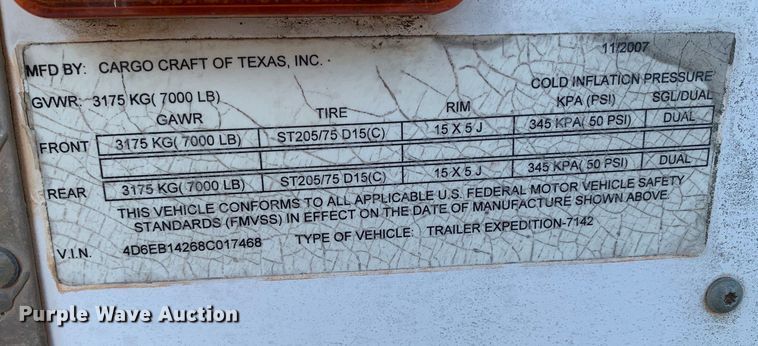 11/2007
MFD BY: CARGO CRAFT OF TEXAS, INC.
COLD INFLATION PRESSURE
GVWR: 3175 KG( 7000 LB)
GAWR TIRE RIM KPA (PSI) SGL/DUAL
FRONT 3175 KG( 7000 LB) ST205/75 D15(C) 15 X 5 J 345 KPA( 50 PSI) DUAL
REAR 3175 KG( 7000 LB) ST205/75 D15(C) 15 X 5 J 345 KPA( 50 PSI) DUAL
THIS VEHICLE CONFORMS TO ALL APPLICABLE U.S. FEDERAL MOTOR VEHICLE SAFETY
STANDARDS (FMVSS) IN EFFECT ON THE DATE OF MANUFACTURE SHOWN ABOVE.
V.I.N. 4D6EB14268C017468 TYPE OF VEHICLE: TRAILER EXPEDITION-7142
Purple Wave Auction